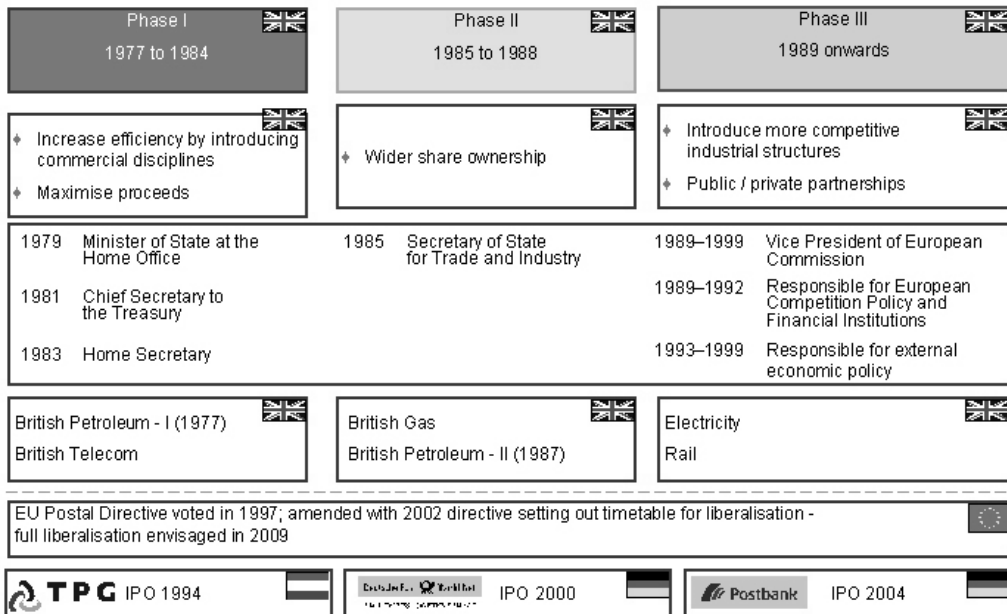 Phase I
1977 to 1984
Phase II
1985 to 1988
Phase III
1989 onwards
Increase efficiency by introducing
commercial disciplines
Maximise proceeds
Wider share ownership
Introduce more competitive
industrial structures
Public / private partnerships
1979 Minister of State at the
Home Office
1981 Chief Secretary to
the Treasury
1983 Home Secretary
1985 Secretary of State
for Trade and Industry
1989–1999 Vice President of European
Commission
1989–1992 Responsible for European
Competition Policy and
Financial Institutions
1993–1999 Responsible for external
economic policy
British Petroleum - I (1977)
British Telecom
British Gas
British Petroleum - II (1987)
Electricity
Rail
EU Postal Directive voted in 1997; amended with 2002 directive setting out timetable for liberalisation -
full liberalisation envisaged in 2009
TPG IPO 1994
Deutsche Post World Net IPO 2000
Postbank IPO 2004